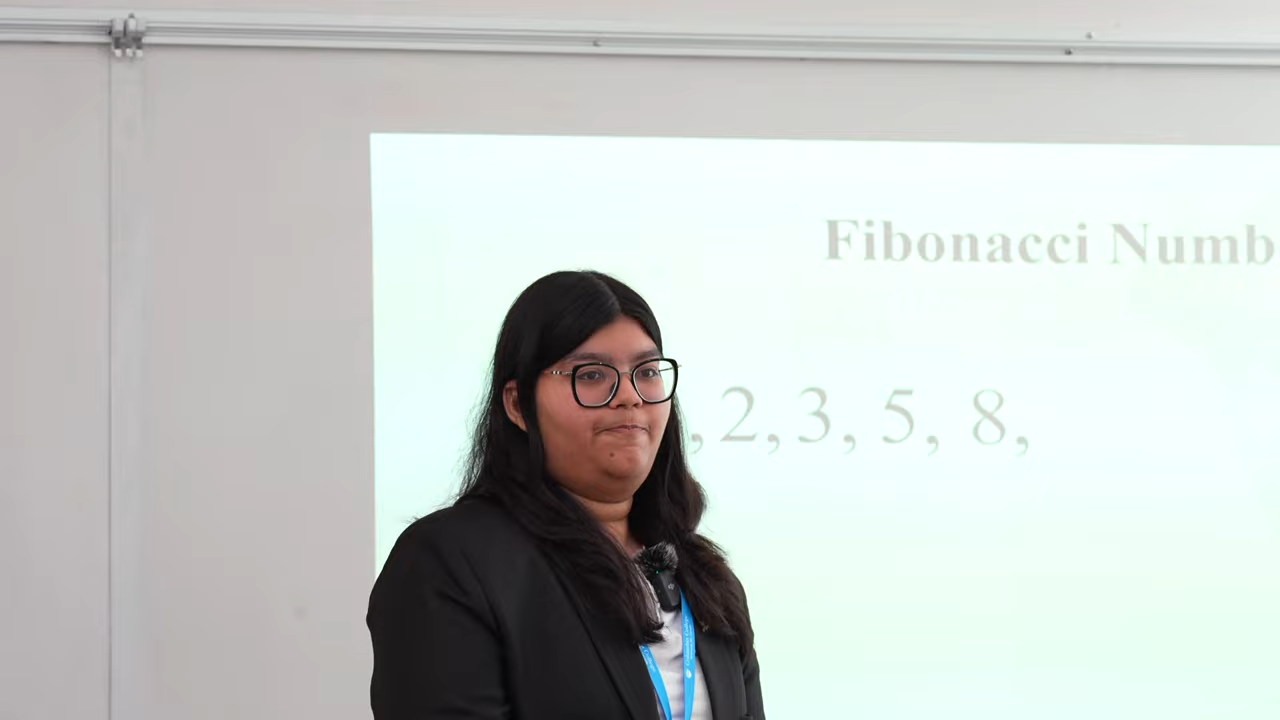 Fibonacci Numb
, 2, 3, 5, 8,